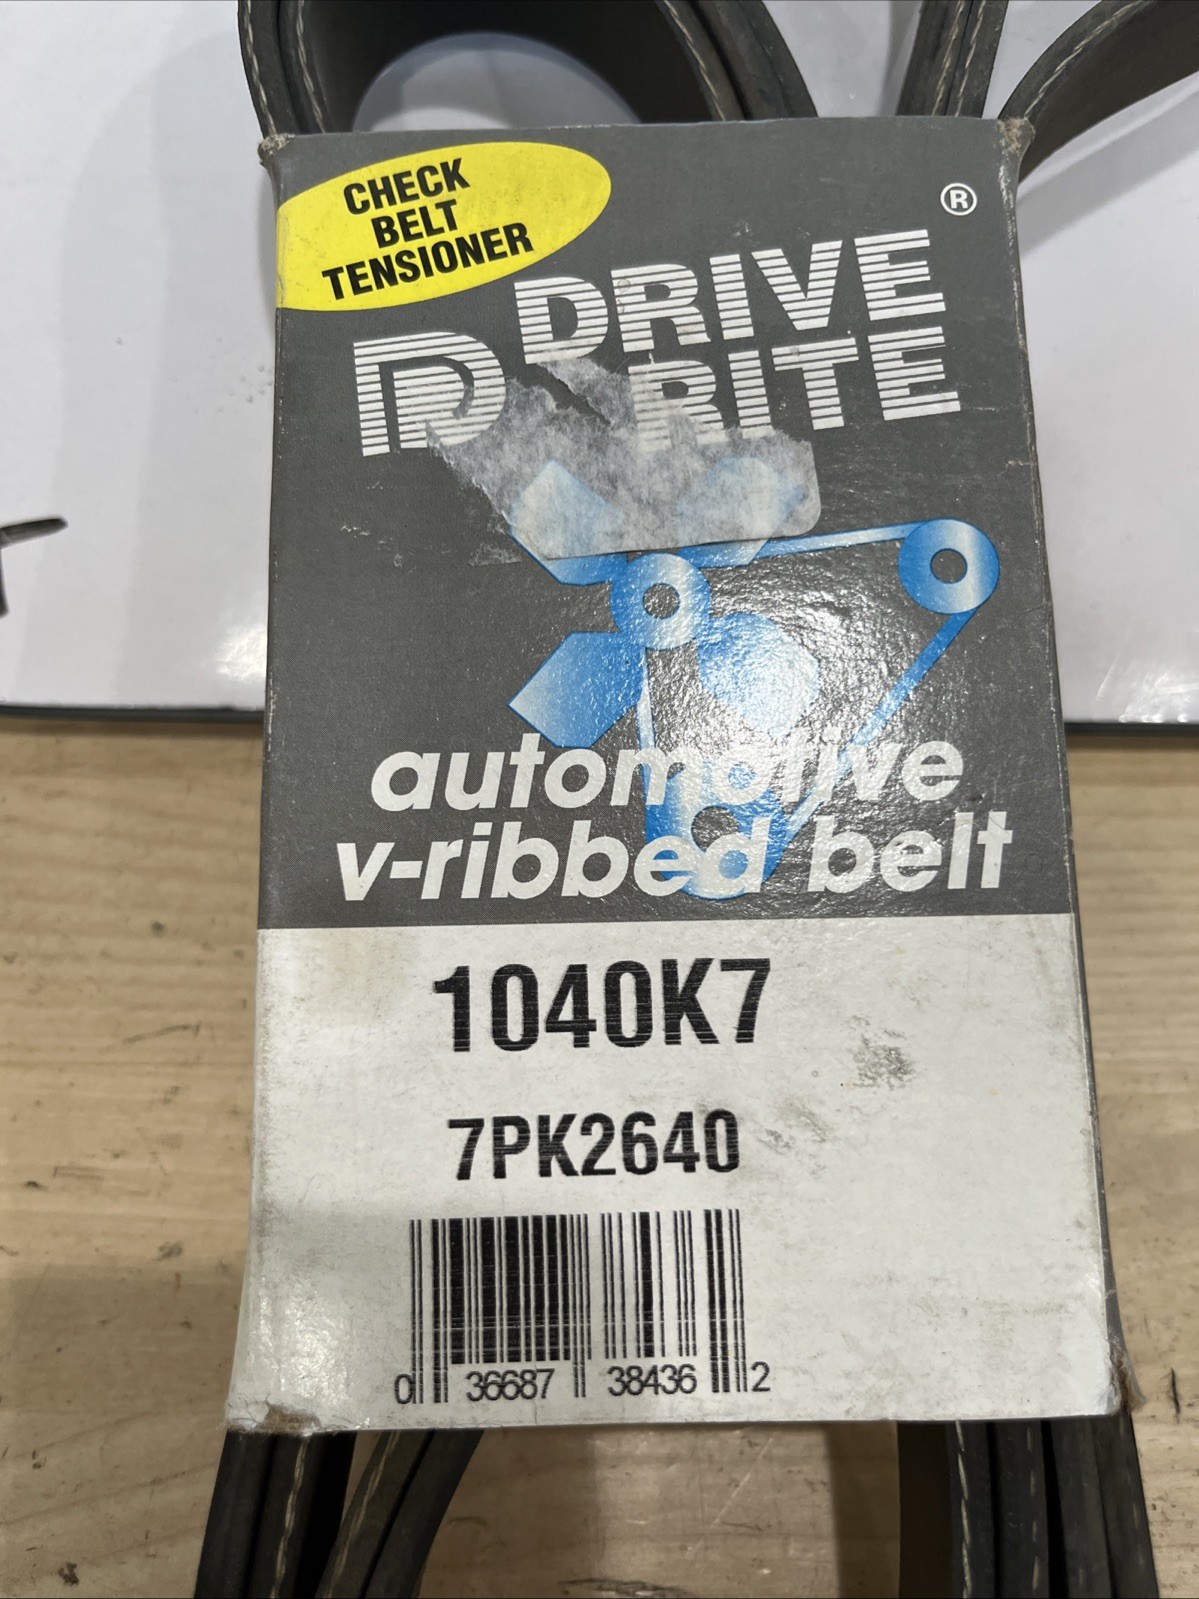 CHECK
BELT
TENSIONER
®
DRIVE
RITE
automotive
v-ribbed belt
1040K7
7PK2640
0 36687 38436 2